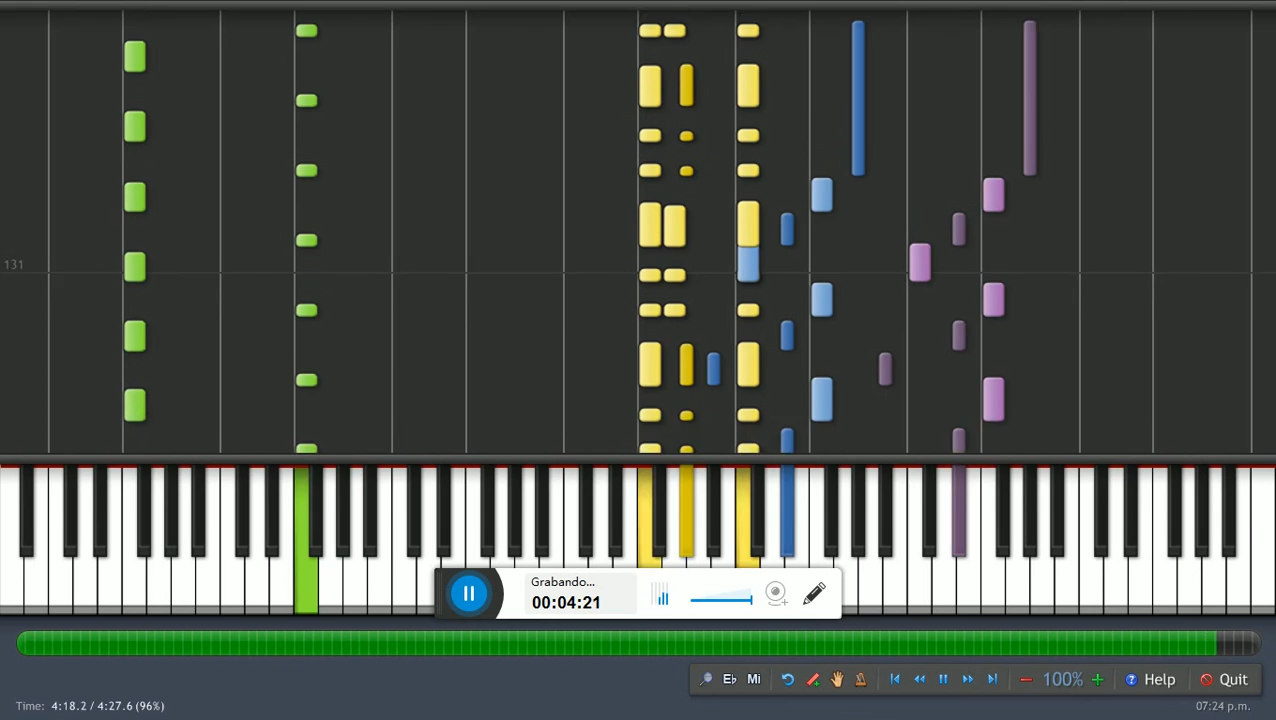 131
Grabando...
00:04:21
E♭ Mi 100% Help Quit
Time: 4:18.2 / 4:27.6 (96%)
07:24 p.m.